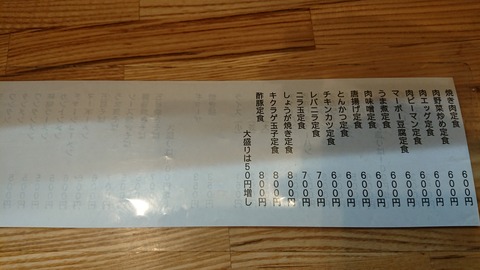 焼き肉定食 600円
肉野菜炒め定食 600円
肉エッグ定食 600円
肉ピーマン定食 600円
マーボー豆腐定食 600円
うま煮定食 600円
肉味噌定食 600円
唐揚げ定食 600円
とんかつ定食 600円
チキンカツ定食 600円
レバニラ定食 700円
ニラ玉定食 700円
しょうが焼き定食 800円
キクラゲ玉子定食 800円
酢豚定食 800円
大盛りは50円増し